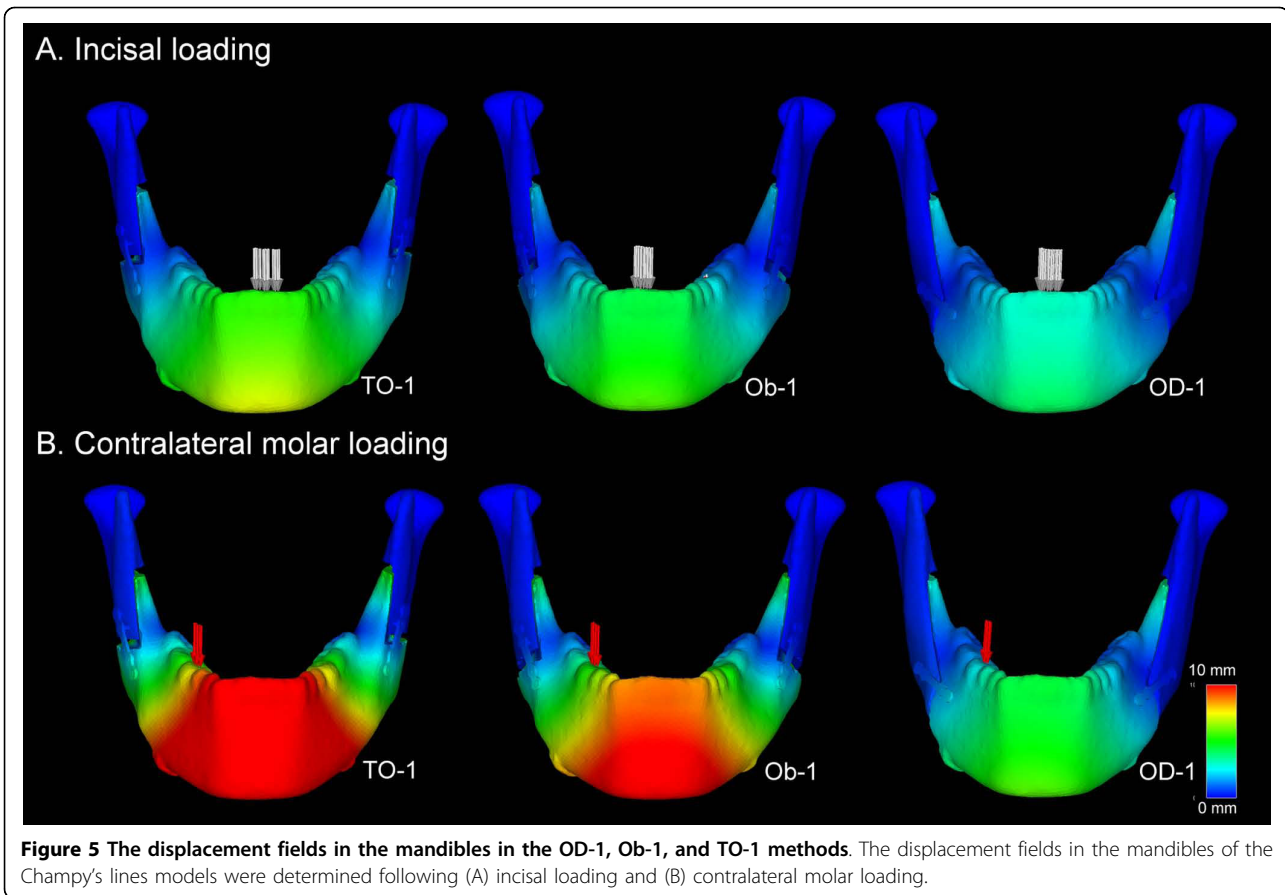 A. Incisal loading
TO-1
Ob-1
OD-1
B. Contralateral molar loading
TO-1
Ob-1
OD-1
10 mm
0 mm
Figure 5 The displacement fields in the mandibles in the OD-1, Ob-1, and TO-1 methods. The displacement fields in the mandibles of the
Champy's lines models were determined following (A) incisal loading and (B) contralateral molar loading.